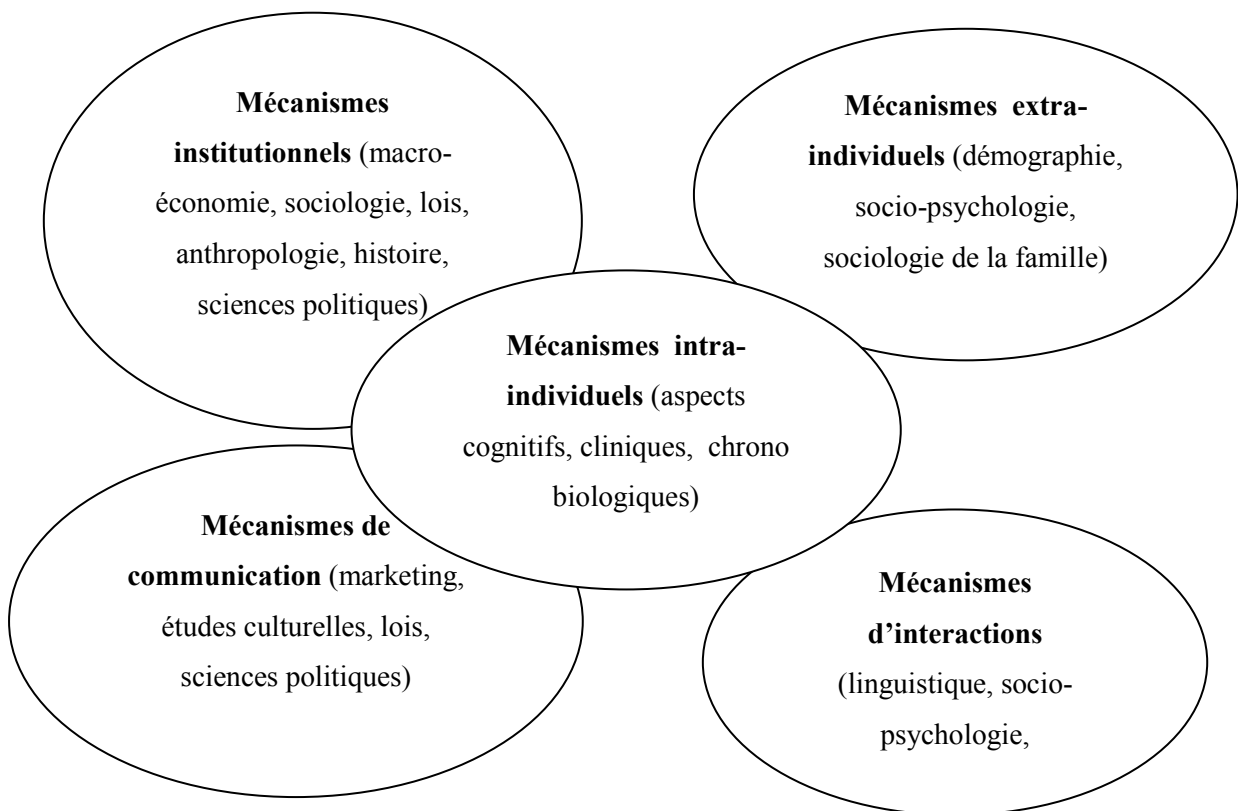 Mécanismes
institutionnels (macro-
économie, sociologie, lois,
anthropologie, histoire,
sciences politiques)
Mécanismes extra-
individuels (démographie,
socio-psychologie,
sociologie de la famille)
Mécanismes intra-
individuels (aspects
cognitifs, cliniques, chrono
biologiques)
Mécanismes de
communication (marketing,
études culturelles, lois,
sciences politiques)
Mécanismes
d’interactions
(linguistique, socio-
psychologie,